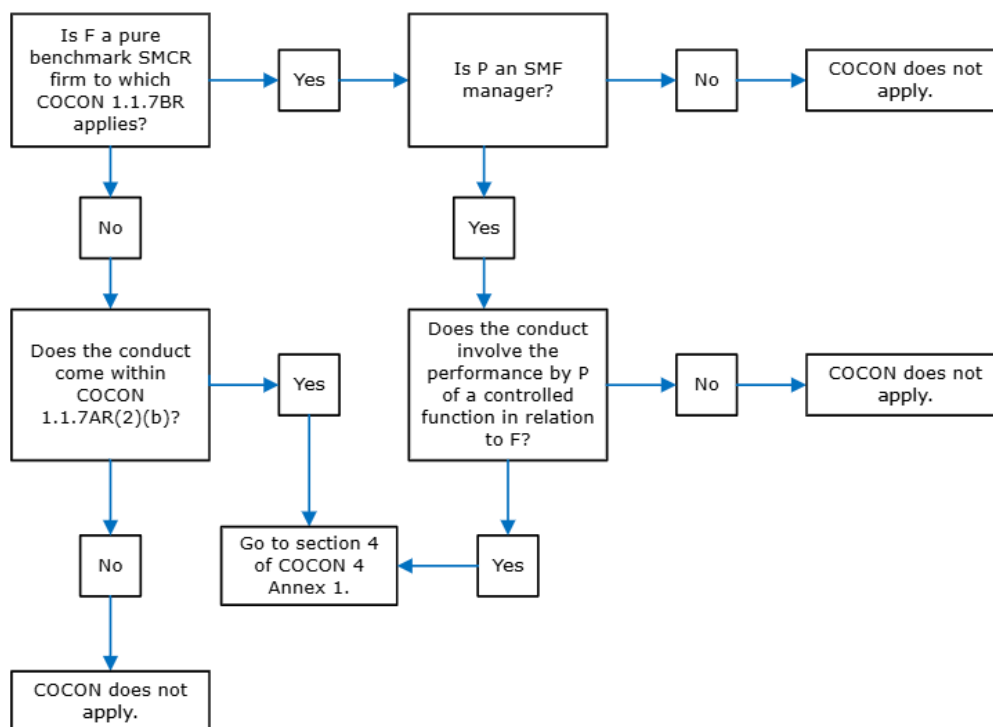 Is F a pure
benchmark SMCR
firm to which
COCON 1.1.7BR
applies?
Yes
Is P an SMF
manager?
No
COCON does not
apply.
No
Yes
Does the conduct
come within
COCON
1.1.7AR(2)(b)?
Yes
Does the conduct
involve the
performance by P
of a controlled
function in relation
to F?
No
COCON does not
apply.
No
Go to section 4
of COCON 4
Annex 1.
Yes
COCON does not
apply.